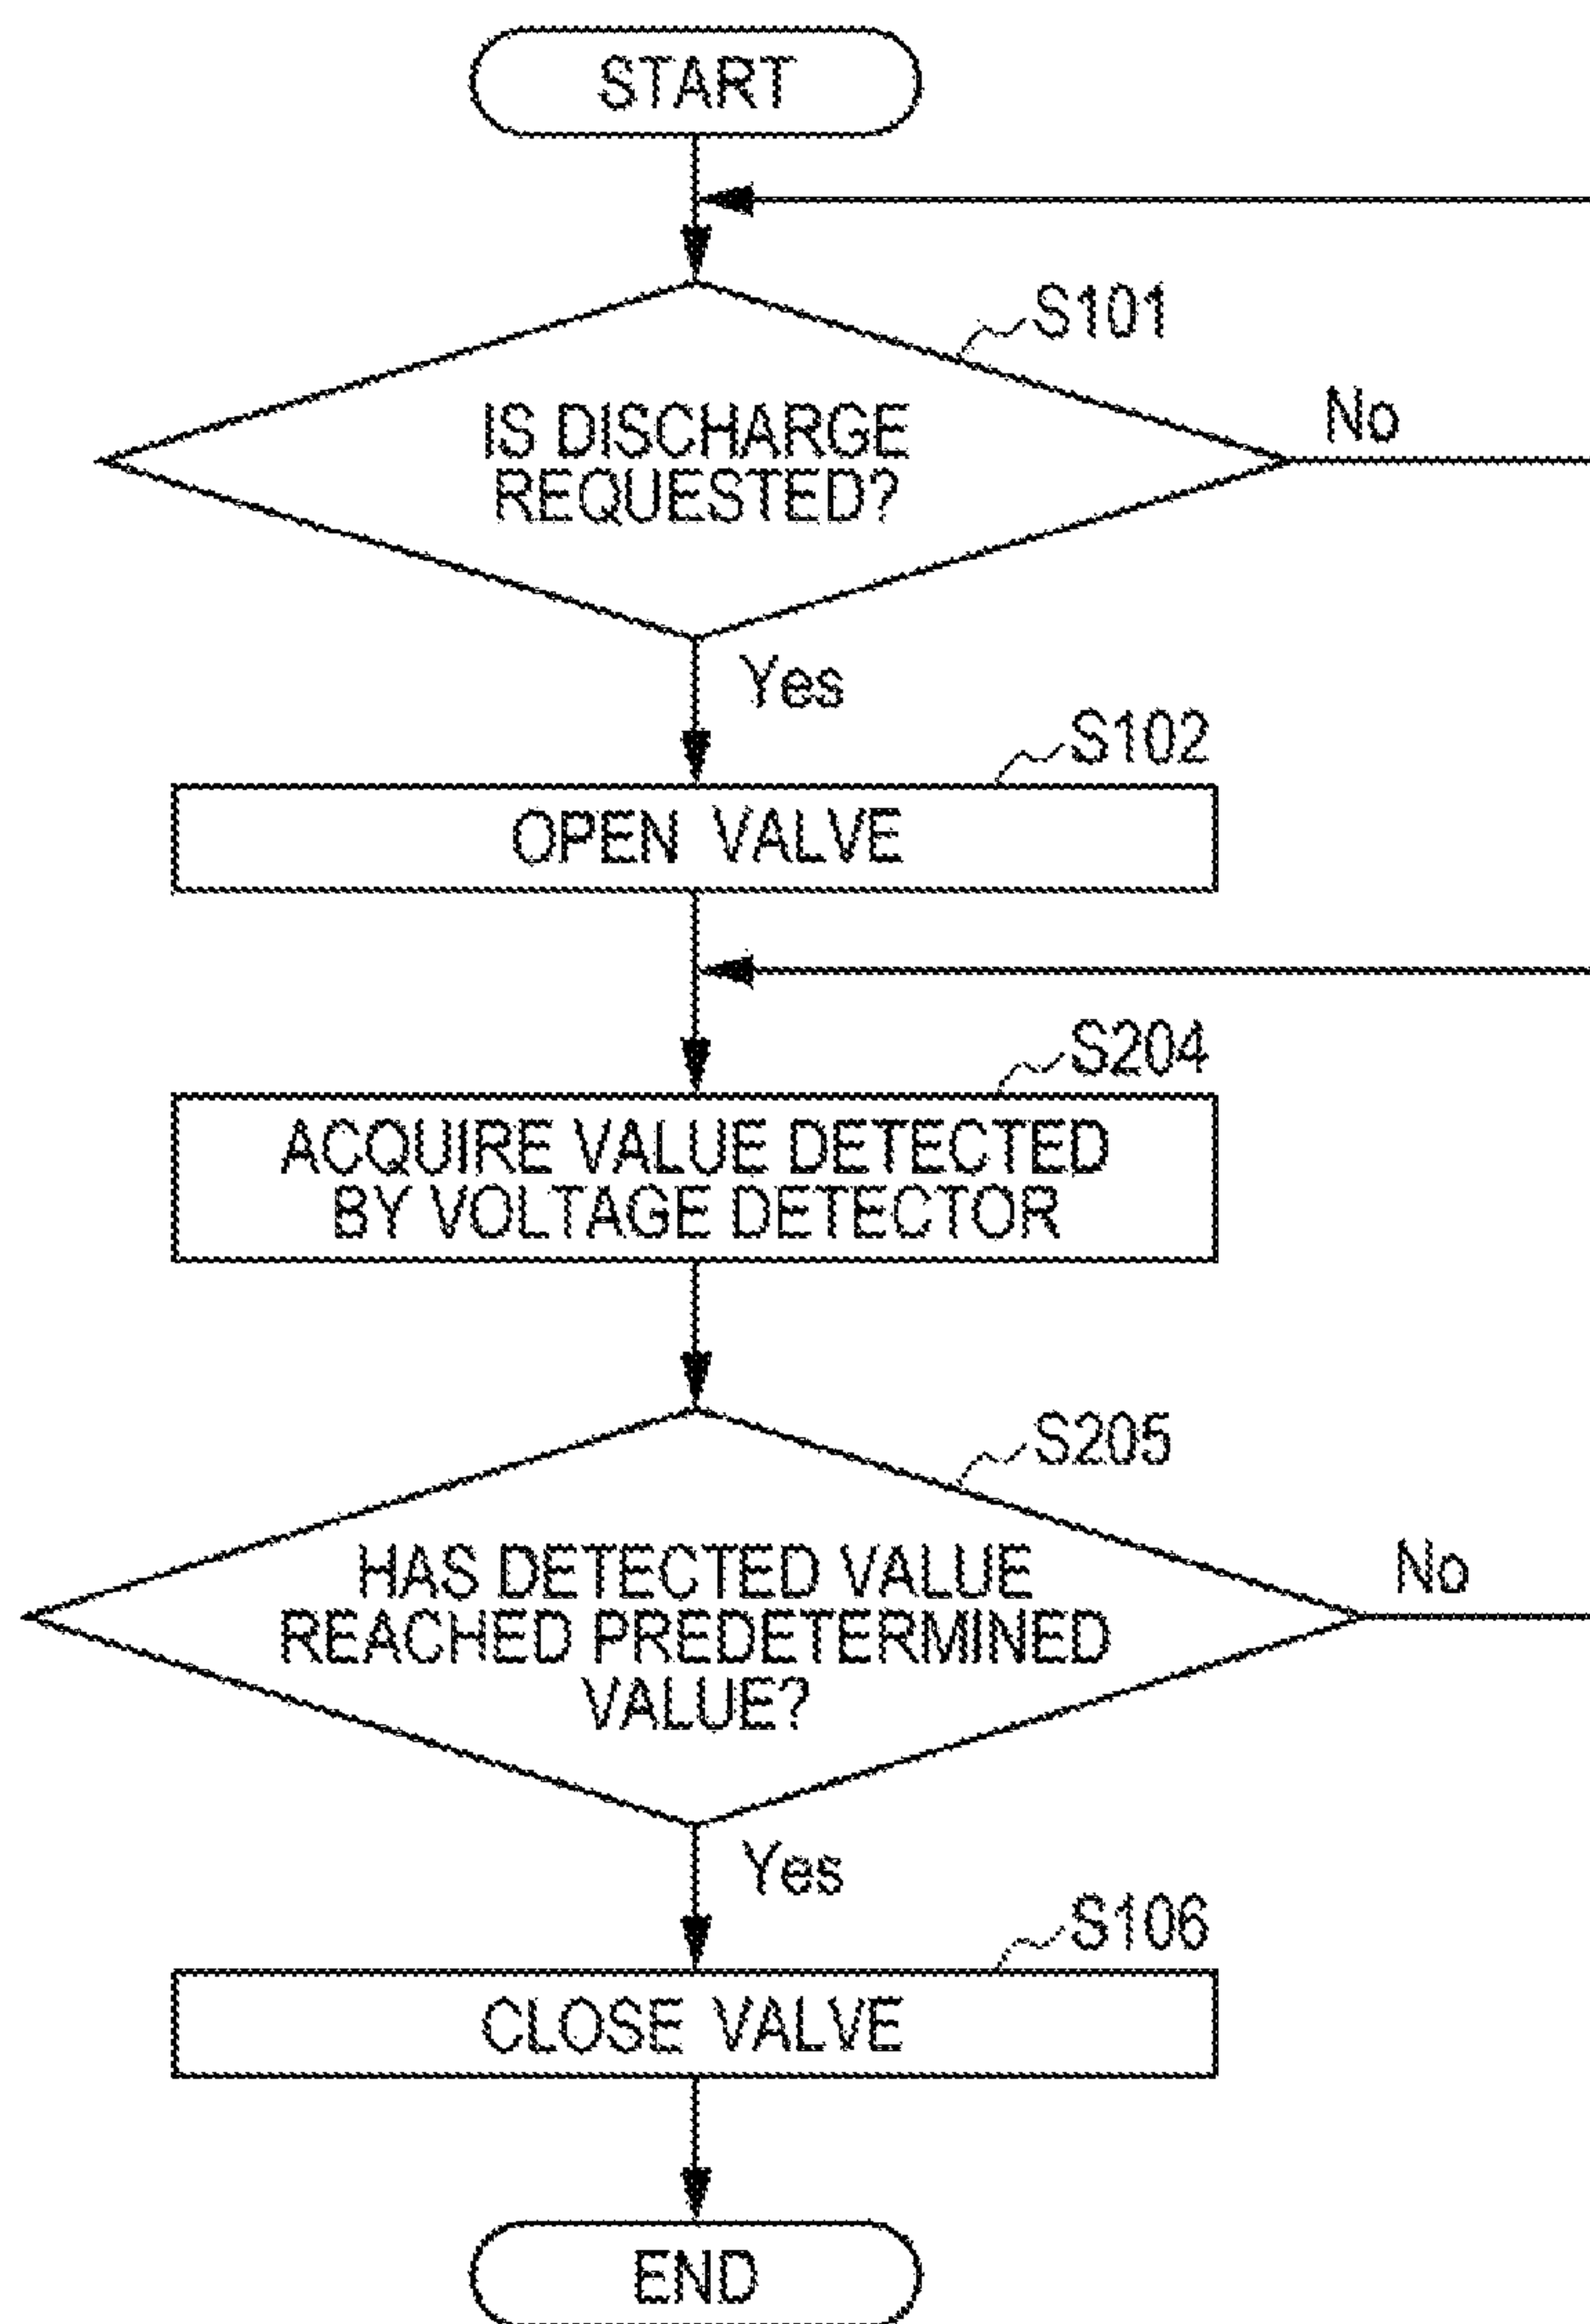 START
S101
IS DISCHARGE
REQUESTED?
No
Yes
S102
OPEN VALVE
S204
ACQUIRE VALUE DETECTED
BY VOLTAGE DETECTOR
S205
HAS DETECTED VALUE
REACHED PREDETERMINED
VALUE?
No
Yes
S106
CLOSE VALVE
END